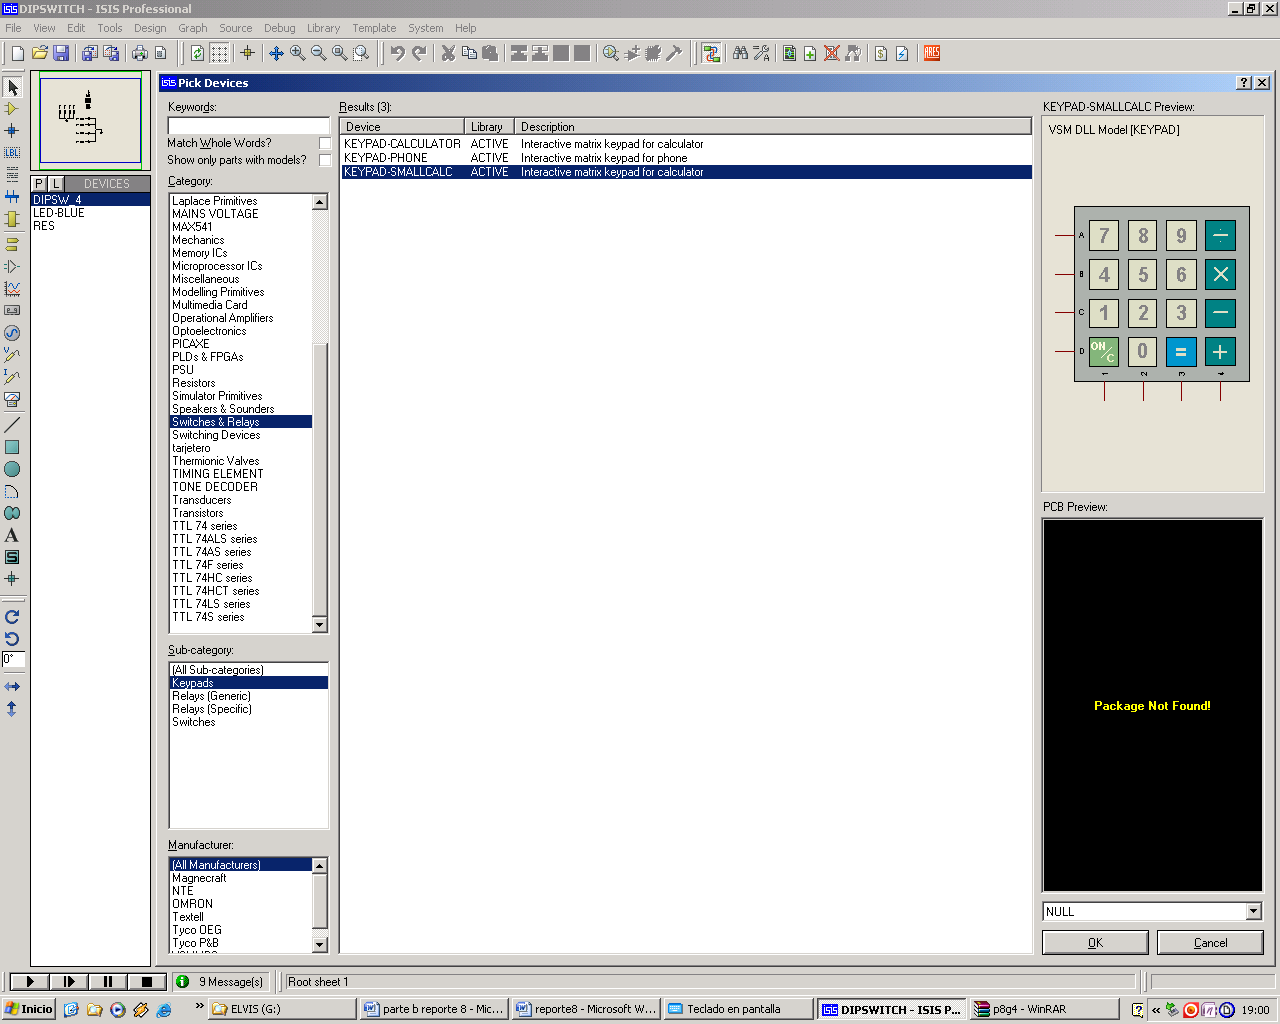 DIPSWITCH - ISIS Professional
File View Edit Tools Design Graph Source Debug Library Template System Help
LBL
ARES
P L DEVICES
DIPSW_4
LED-BLUE
RES
A
S
0°
isis Pick Devices
Keywords:
Match Whole Words?
Show only parts with models?
Category:
Laplace Primitives
MAINS VOLTAGE
MAX541
Mechanics
Memory ICs
Microprocessor ICs
Miscellaneous
Modelling Primitives
Multimedia Card
Operational Amplifiers
Optoelectronics
PICAXE
PLDs & FPGAs
PSU
Resistors
Simulator Primitives
Speakers & Sounders
Switches & Relays
Switching Devices
tarjetero
Thermionic Valves
TIMING ELEMENT
TONE DECODER
Transducers
Transistors
TTL 74 series
TTL 74ALS series
TTL 74AS series
TTL 74F series
TTL 74HC series
TTL 74HCT series
TTL 74LS series
TTL 74S series
Sub-category:
(All Sub-categories)
Keypads
Relays (Generic)
Relays (Specific)
Switches
Manufacturer:
(All Manufacturers)
Magnecraft
NTE
OMRON
Textell
Tyco OEG
Tyco P&B
Results (3):
Device Library Description
KEYPAD-CALCULATOR ACTIVE Interactive matrix keypad for calculator
KEYPAD-PHONE ACTIVE Interactive matrix keypad for phone
KEYPAD-SMALLCALC ACTIVE Interactive matrix keypad for calculator
KEYPAD-SMALLCALC Preview:
VSM DLL Model [KEYPAD]
A 7 8 9 ÷
B 4 5 6 ×
C 1 2 3 −
D ON/C 0 = +
1 2 3 4
PCB Preview:
Package Not Found!
NULL
OK Cancel
9 Message(s) Root sheet 1
Inicio » ELVIS (G:) parte b reporte 8 - Mic... reporte8 - Microsoft W... Teclado en pantalla DIPSWITCH - ISIS P... p8g4 - WinRAR « 19:00